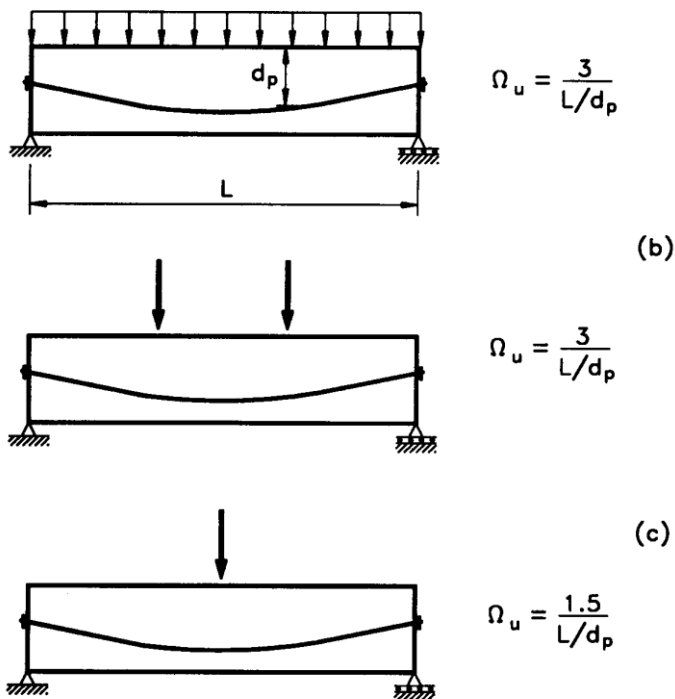 d_p
Ω_u = 3 / (L/d_p)
L
(b)
Ω_u = 3 / (L/d_p)
(c)
Ω_u = 1.5 / (L/d_p)